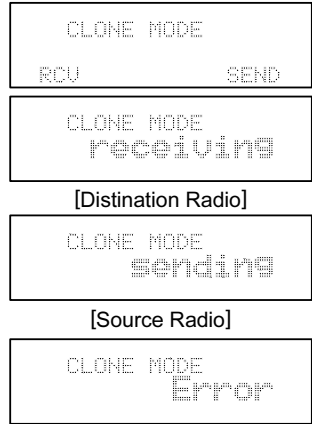 CLONE MODE
RCV SEND
CLONE MODE
receiving
[Distination Radio]
CLONE MODE
sending
[Source Radio]
CLONE MODE
Error